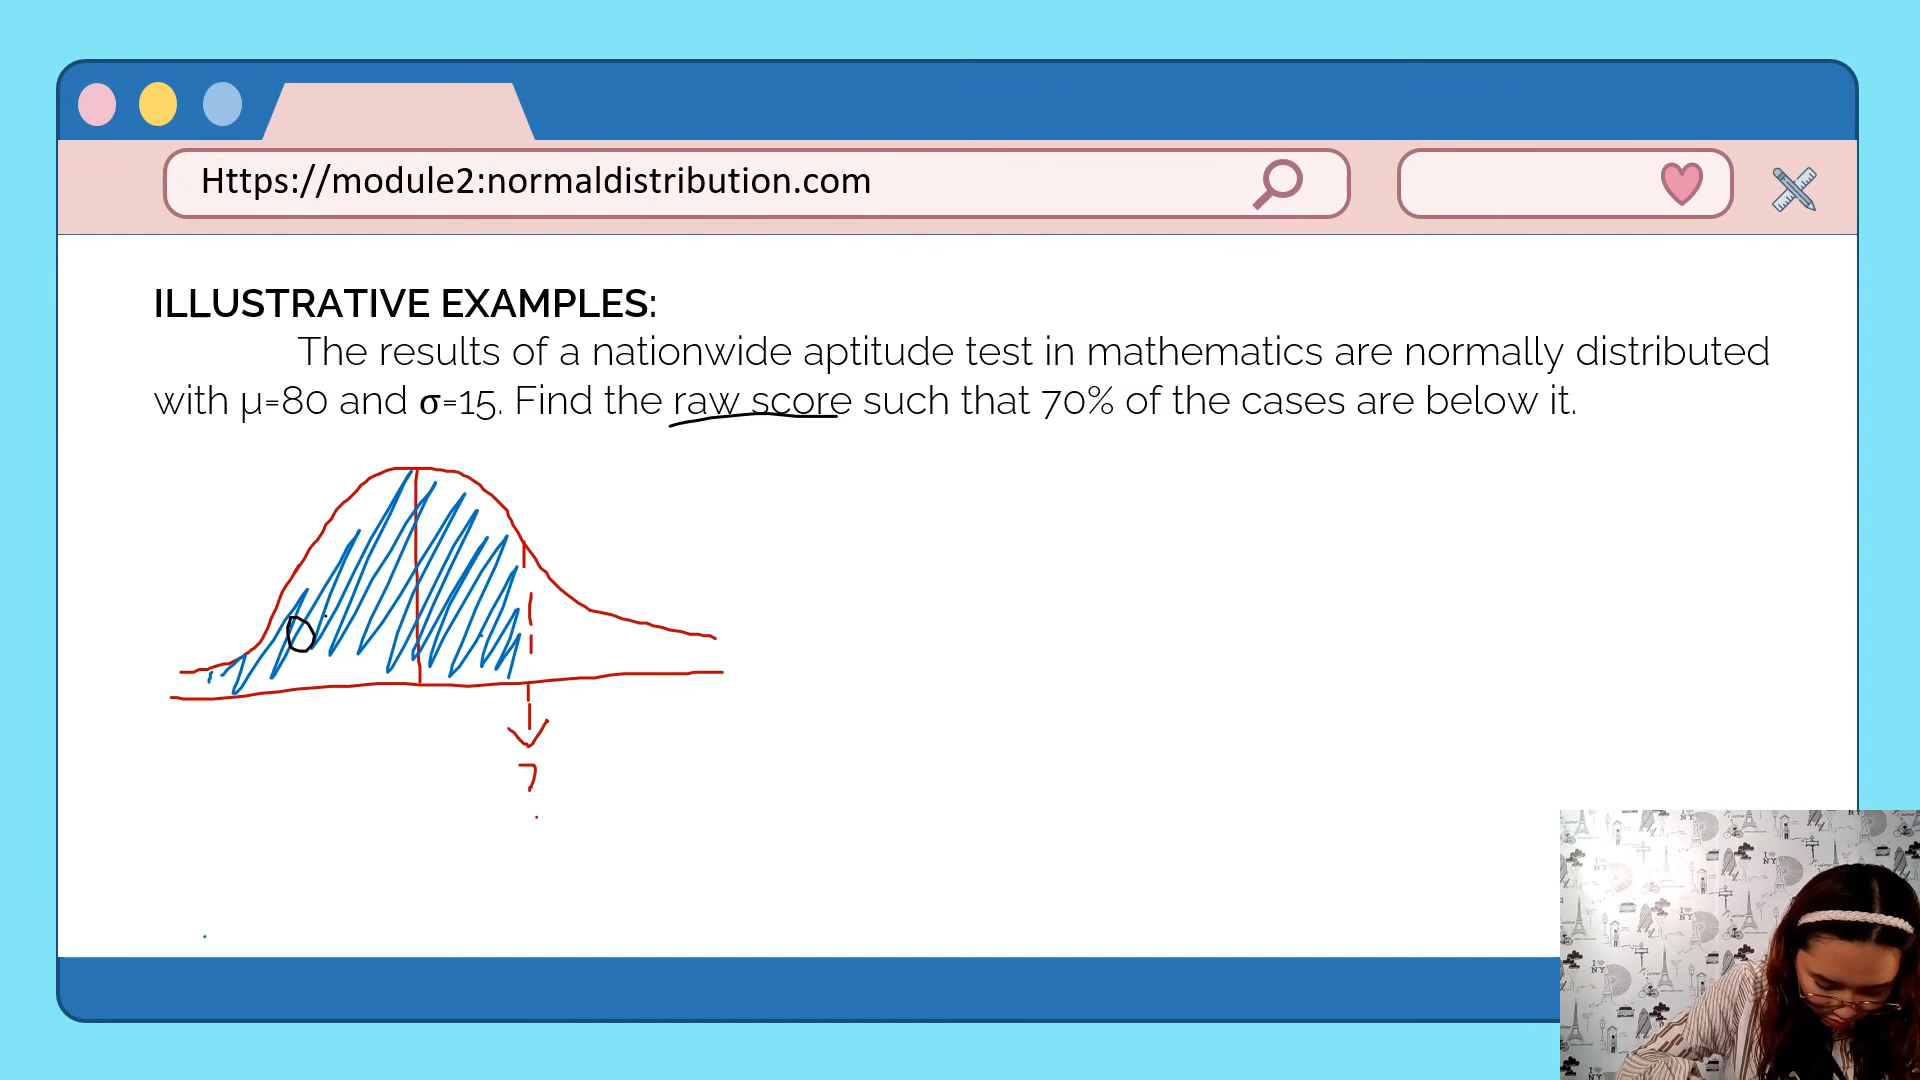 Https://module2:normaldistribution.com
ILLUSTRATIVE EXAMPLES:
The results of a nationwide aptitude test in mathematics are normally distributed
with µ=80 and σ=15. Find the raw score such that 70% of the cases are below it.
?